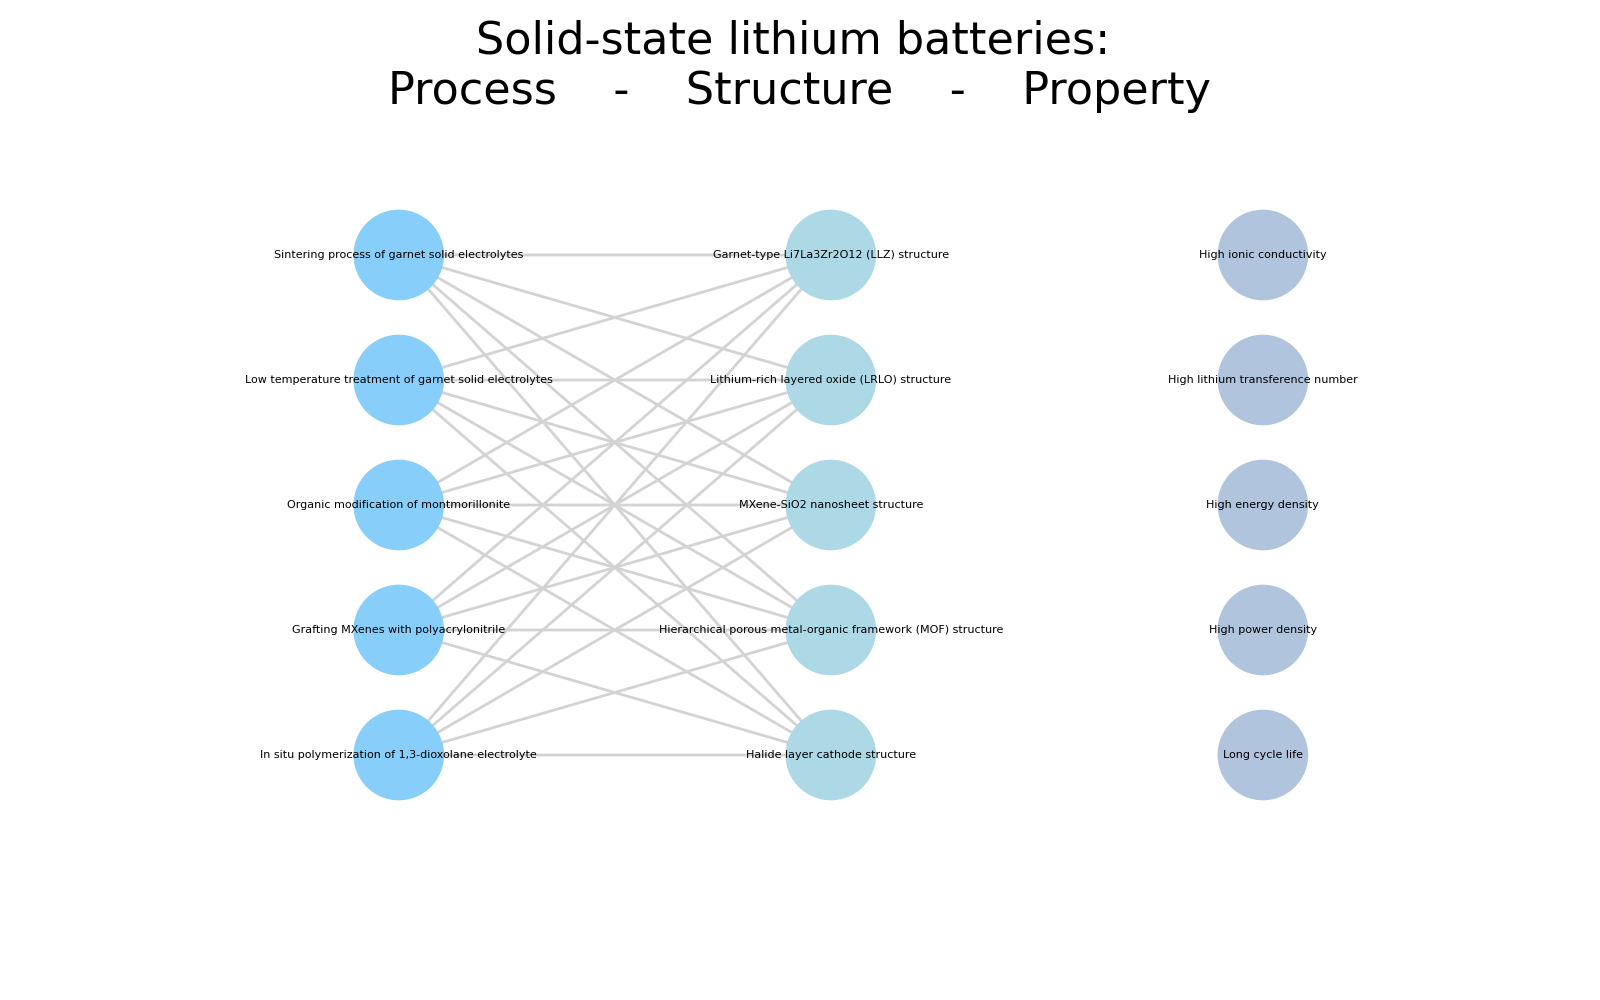 Solid-state lithium batteries:
Process - Structure - Property
Sintering process of garnet solid electrolytes
Garnet-type Li7La3Zr2O12 (LLZ) structure
High ionic conductivity
Low temperature treatment of garnet solid electrolytes
Lithium-rich layered oxide (LRLO) structure
High lithium transference number
Organic modification of montmorillonite
MXene-SiO2 nanosheet structure
High energy density
Grafting MXenes with polyacrylonitrile
Hierarchical porous metal-organic framework (MOF) structure
High power density
In situ polymerization of 1,3-dioxolane electrolyte
Halide layer cathode structure
Long cycle life